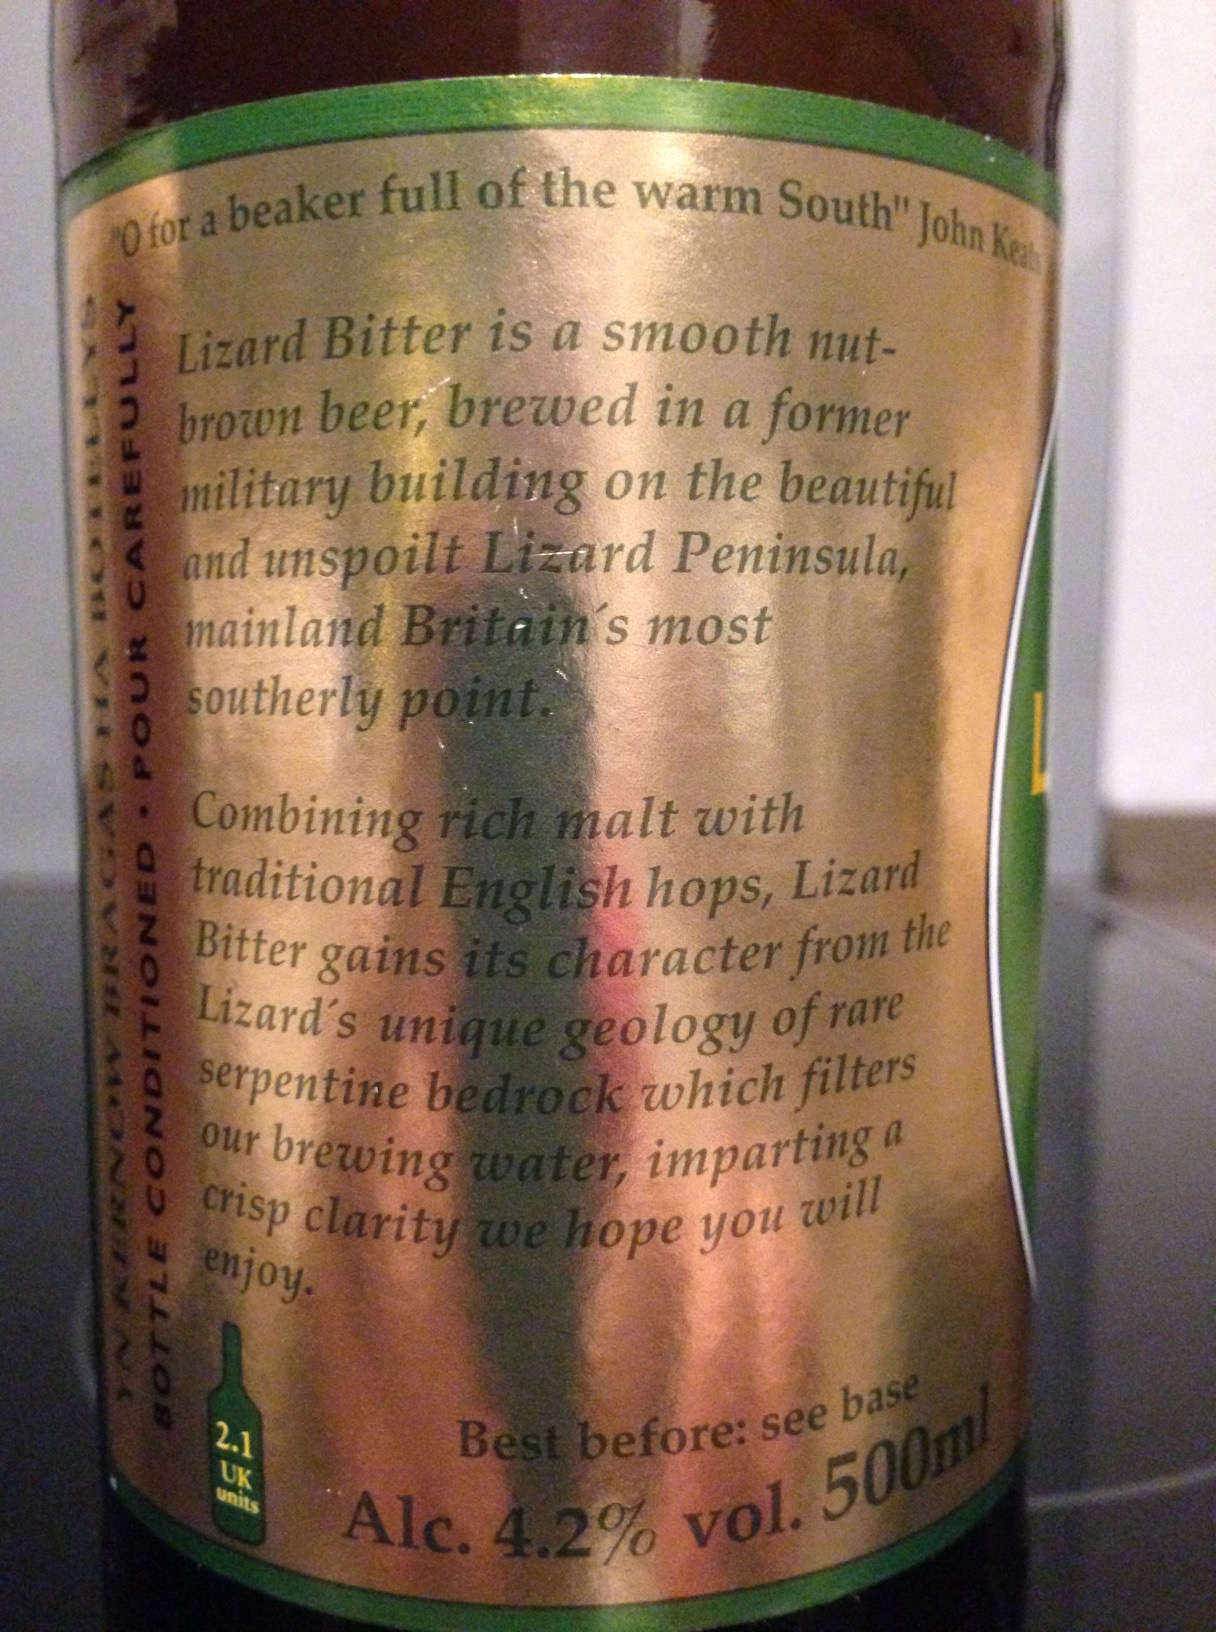 "O for a beaker full of the warm South" John Keats
Lizard Bitter is a smooth nut-
brown beer, brewed in a former
military building on the beautiful
and unspoilt Lizard Peninsula,
mainland Britain´s most
southerly point.
Combining rich malt with
traditional English hops, Lizard
Bitter gains its character from the
Lizard´s unique geology of rare
serpentine bedrock which filters
our brewing water, imparting a
crisp clarity we hope you will
enjoy.
YN KERNOW BRAGAS HA
BOTTLE CONDITIONED · POUR CAREFULLY
2.1
UK
units
Best before: see base
Alc. 4.2% vol. 500ml
L